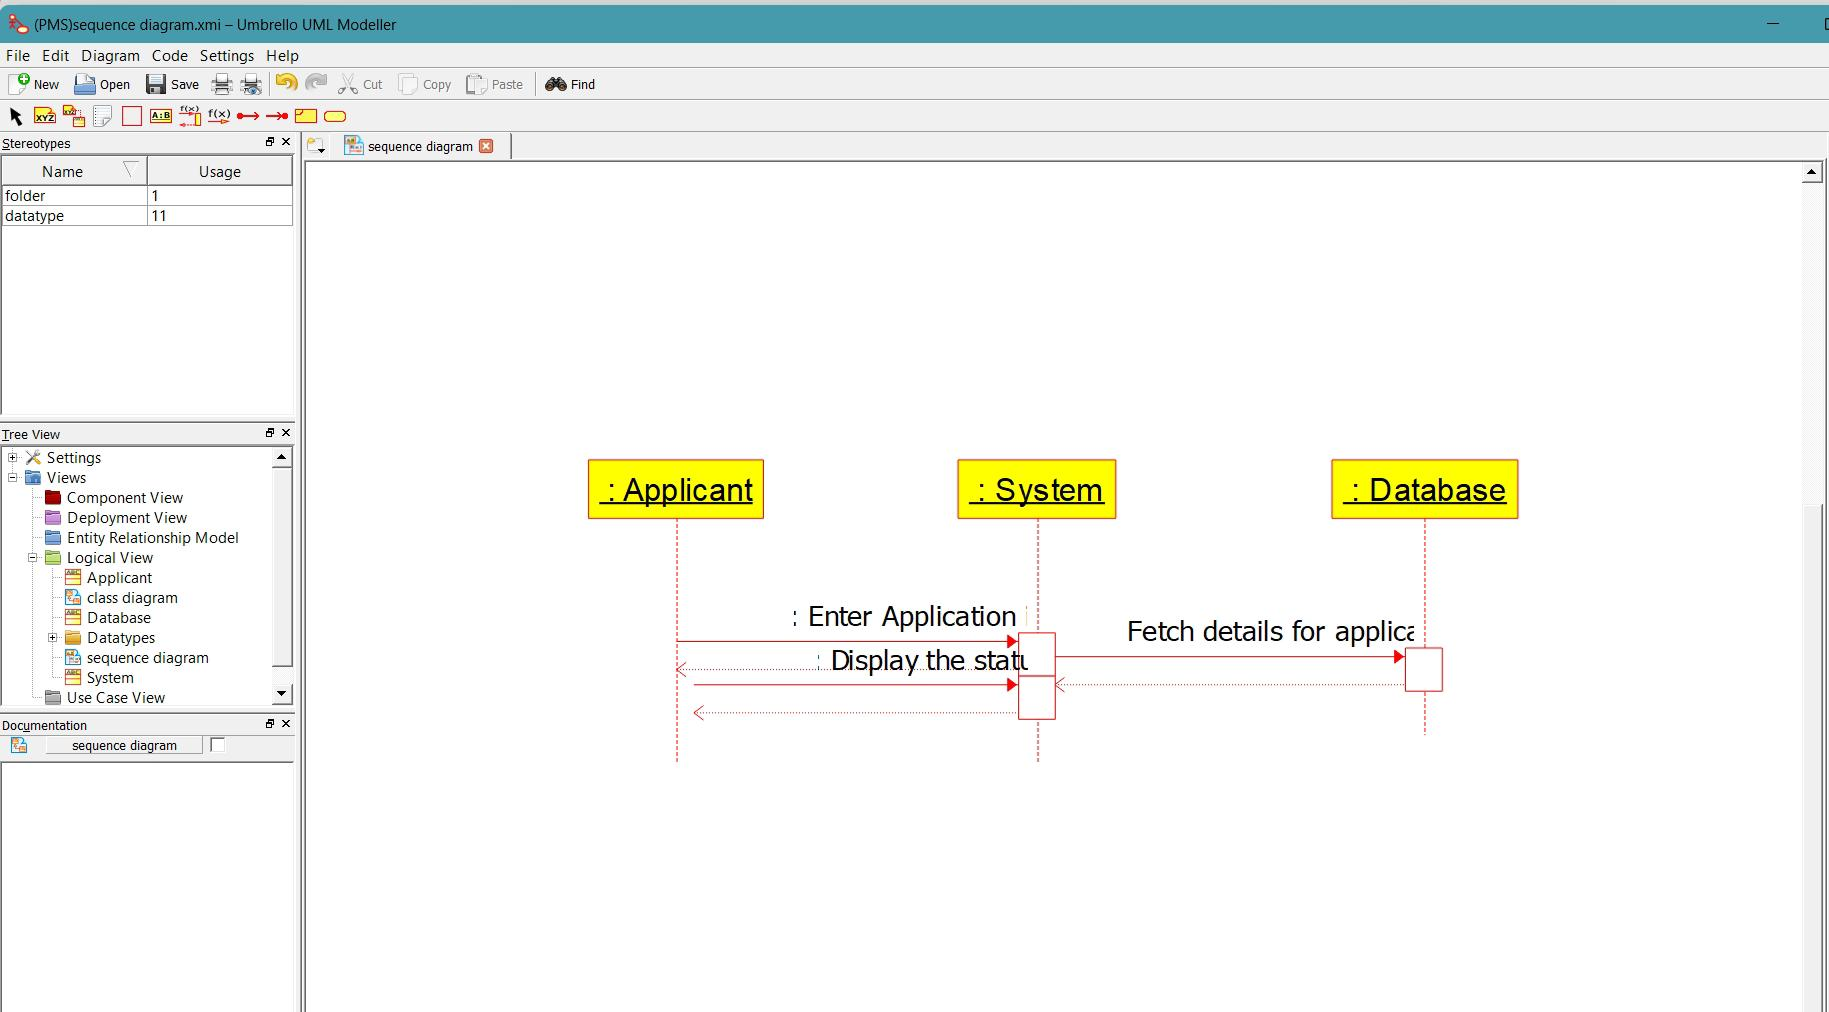 (PMS)sequence diagram.xmi – Umbrello UML Modeller
File Edit Diagram Code Settings Help
New Open Save Cut Copy Paste Find
XYZ XYZ A:B f(x) f(x)
Stereotypes
sequence diagram
Name Usage
folder 1
datatype 11
Tree View
Settings
Views
Component View
Deployment View
Entity Relationship Model
Logical View
Applicant
class diagram
Database
Datatypes
sequence diagram
System
Use Case View
Documentation
sequence diagram
: Applicant
: System
: Database
: Enter Application
Fetch details for applica
: Display the statu